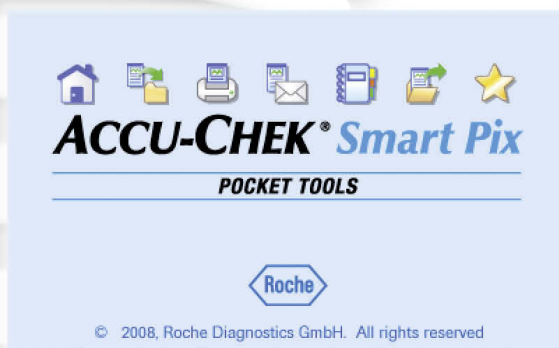 ACCU-CHEK® Smart Pix
POCKET TOOLS
Roche
© 2008, Roche Diagnostics GmbH. All rights reserved